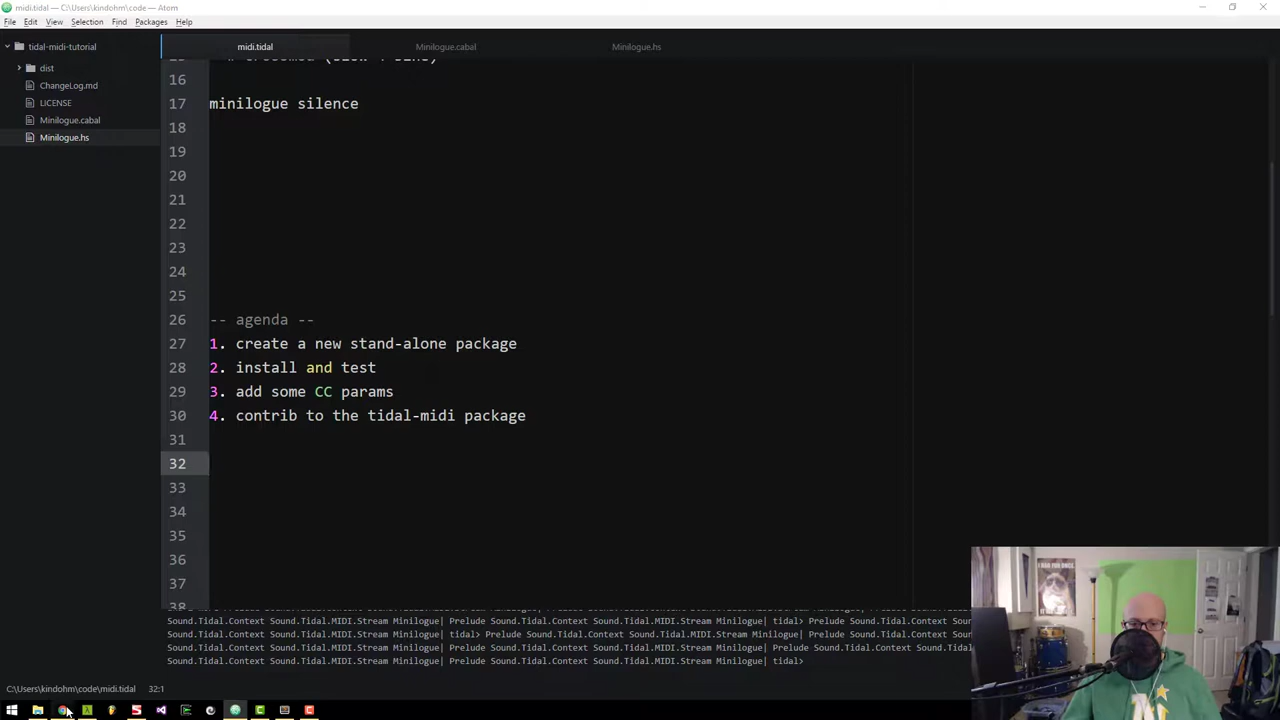 midi.tidal — C:\Users\kindohm\code — Atom
File Edit View Selection Find Packages Help
tidal-midi-tutorial
dist
ChangeLog.md
LICENSE
Minilogue.cabal
Minilogue.hs
midi.tidal Minilogue.cabal Minilogue.hs
16
17 minilogue silence
18
19
20
21
22
23
24
25
26 -- agenda --
27 1. create a new stand-alone package
28 2. install and test
29 3. add some CC params
30 4. contrib to the tidal-midi package
31
32
33
34
35
36
37
38
Sound.Tidal.Context Sound.Tidal.MIDI.Stream Minilogue| Prelude Sound.Tidal.Context Sound.Tidal.MIDI.Stream Minilogue| tidal> Prelude Sound.Tidal.Co
Sound.Tidal.Context Sound.Tidal.MIDI.Stream Minilogue| tidal> Prelude Sound.Tidal.Context Sound.Tidal.MIDI.Stream Minilogue| Prelude Sound.Tidal.Co
Sound.Tidal.Context Sound.Tidal.MIDI.Stream Minilogue| Prelude Sound.Tidal.Context Sound.Tidal.MIDI.Stream Minilogue| Prelude Sound.Tidal.Context S
Sound.Tidal.Context Sound.Tidal.MIDI.Stream Minilogue| Prelude Sound.Tidal.Context Sound.Tidal.MIDI.Stream Minilogue| tidal>
C:\Users\kindohm\code\midi.tidal 32:1